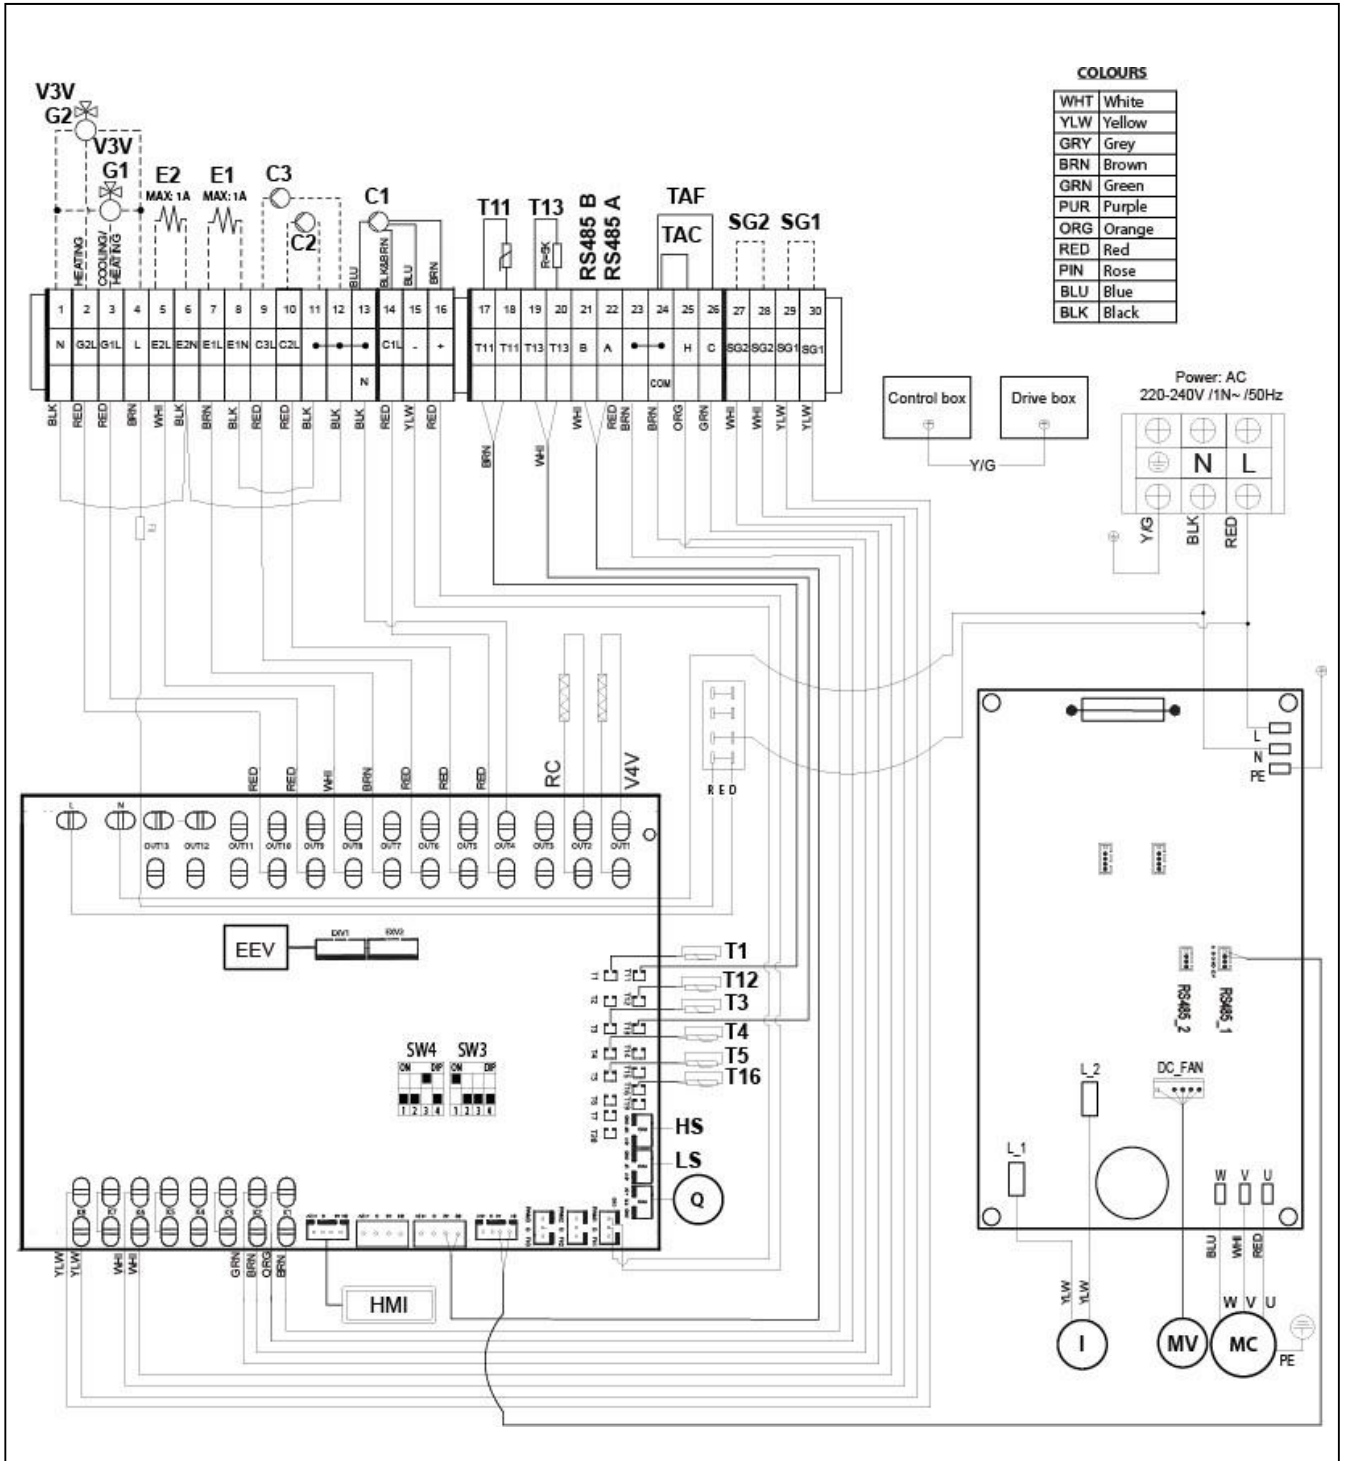 COLOURS
WHT White
YLW Yellow
GRY Grey
BRN Brown
GRN Green
PUR Purple
ORG Orange
RED Red
PIN Rose
BLU Blue
BLK Black
V3V
G2
V3V
G1
E2
MAX: 1A
E1
MAX: 1A
C3
C2
C1
T11
T13
R=5K
RS485 B
RS485 A
TAF
TAC
SG2
SG1
HEATING
COOLING/
HEATING
BLU
BLK&BRN
BLU
BRN
1 2 3 4 5 6 7 8 9 10 11 12 13 14 15 16 17 18 19 20 21 22 23 24 25 26 27 28 29 30
N G2L G1L L E2L E2N E1L E1N C3L C2L C1L - + T11 T11 T13 T13 B A H C SG2 SG2 SG1 SG1
N COM
BLK RED RED BRN WHI BLK BRN BLK RED RED BLK BLK BLK RED YLW RED WHI RED BRN BRN ORG GRN WHI WHI YLW YLW
BRN WHI
Control box
Drive box
Y/G
Power: AC
220-240V /1N~ /50Hz
N L
Y/G BLK RED
RED RED WHI BRN RED RED RED
RC
V4V
R E D
L N
OUT13 OUT12 OUT11 OUT10 OUT9 OUT8 OUT7 OUT6 OUT5 OUT4 OUT3 OUT2 OUT1
L
N
PE
EEV
T1
T12
T3
T4
T5
T16
SW4 SW3
ON DIP ON DIP
1 2 3 4 1 2 3 4
HS
LS
Q
RS485_2
RS485_1
DC_FAN
L_2
L_1
W V U
YLW YLW WHI WHI GRN BRN ORG BRN
HMI
BLU WHI RED
YLW YLW
W V U
I
MV
MC
PE